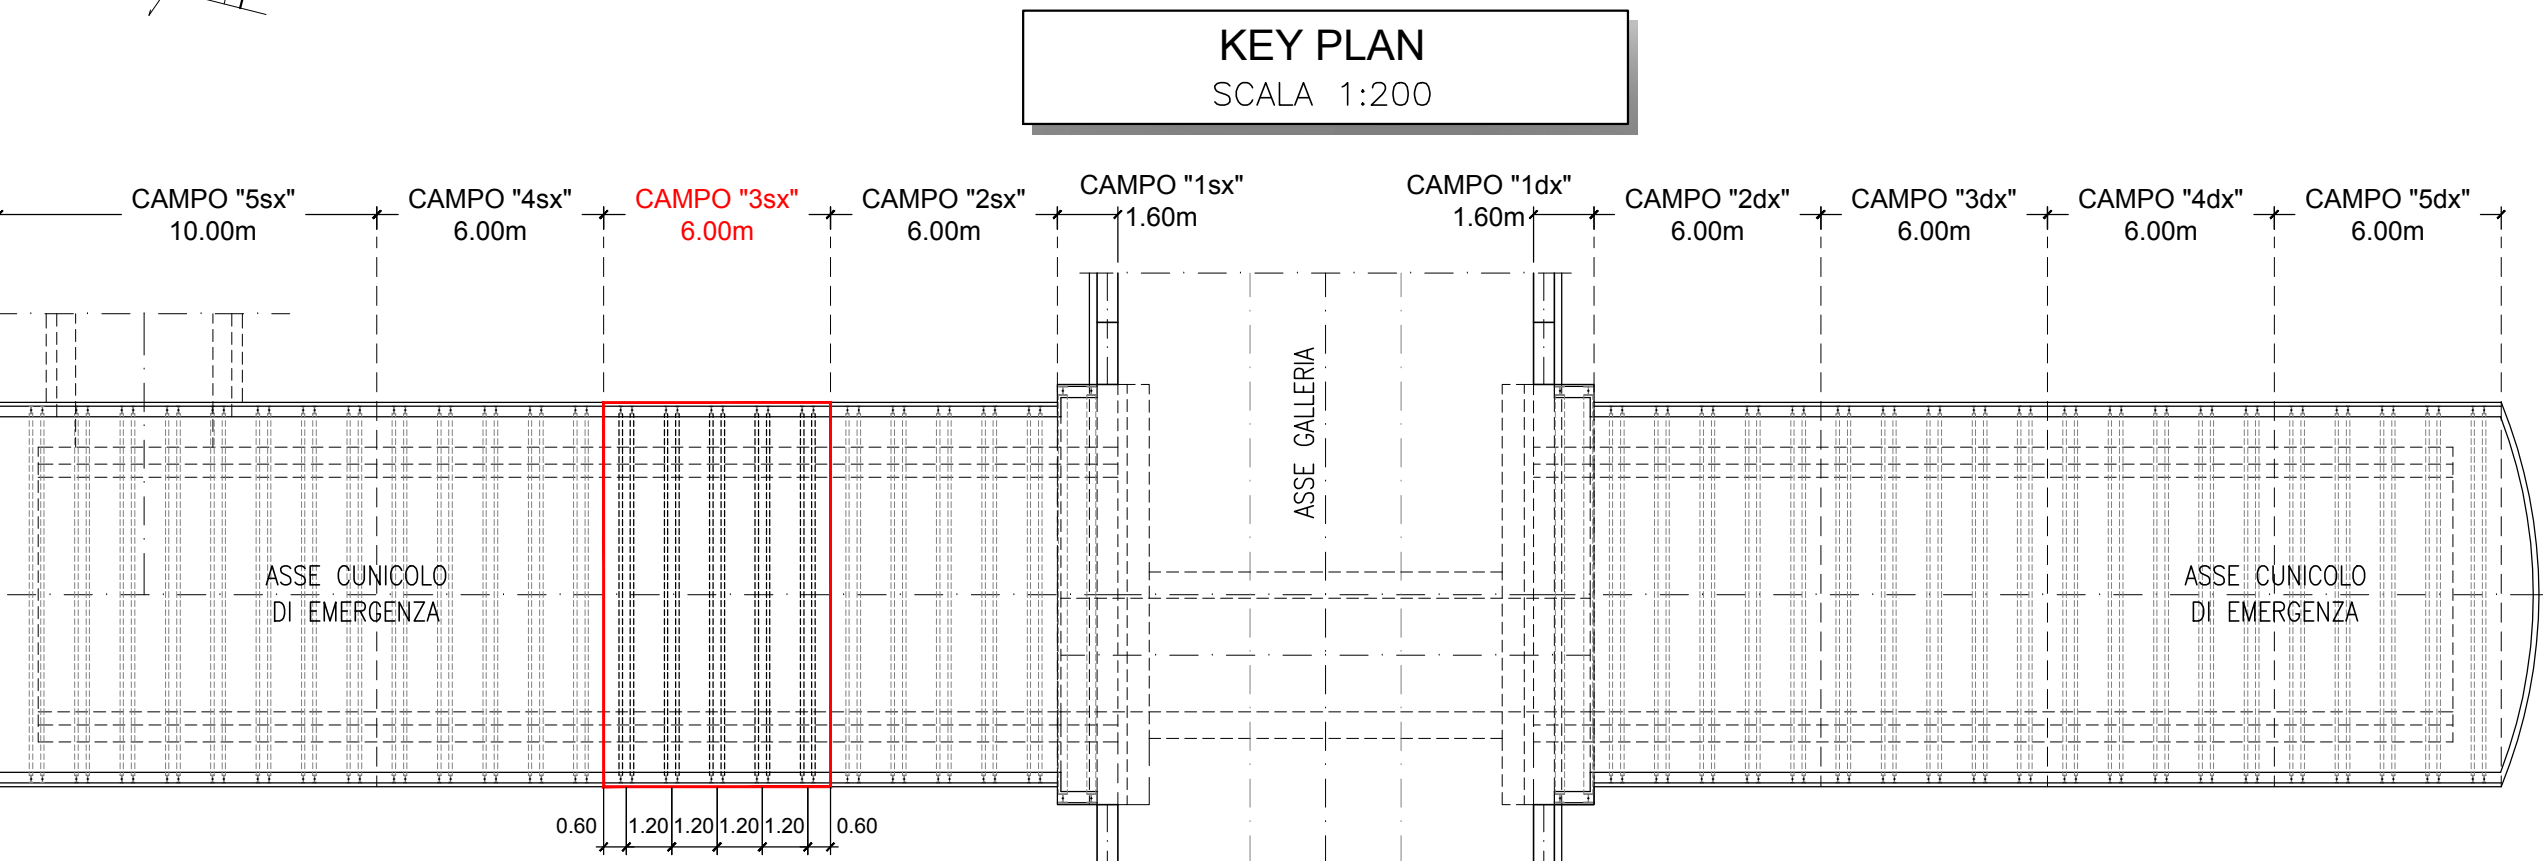 KEY PLAN
SCALA 1:200
CAMPO "5sx"
10.00m
CAMPO "4sx"
6.00m
CAMPO "3sx"
6.00m
CAMPO "2sx"
6.00m
CAMPO "1sx"
1.60m
CAMPO "1dx"
1.60m
CAMPO "2dx"
6.00m
CAMPO "3dx"
6.00m
CAMPO "4dx"
6.00m
CAMPO "5dx"
6.00m
ASSE GALLERIA
ASSE CUNICOLO
DI EMERGENZA
ASSE CUNICOLO
DI EMERGENZA
0.60 1.20 1.20 1.20 1.20 0.60